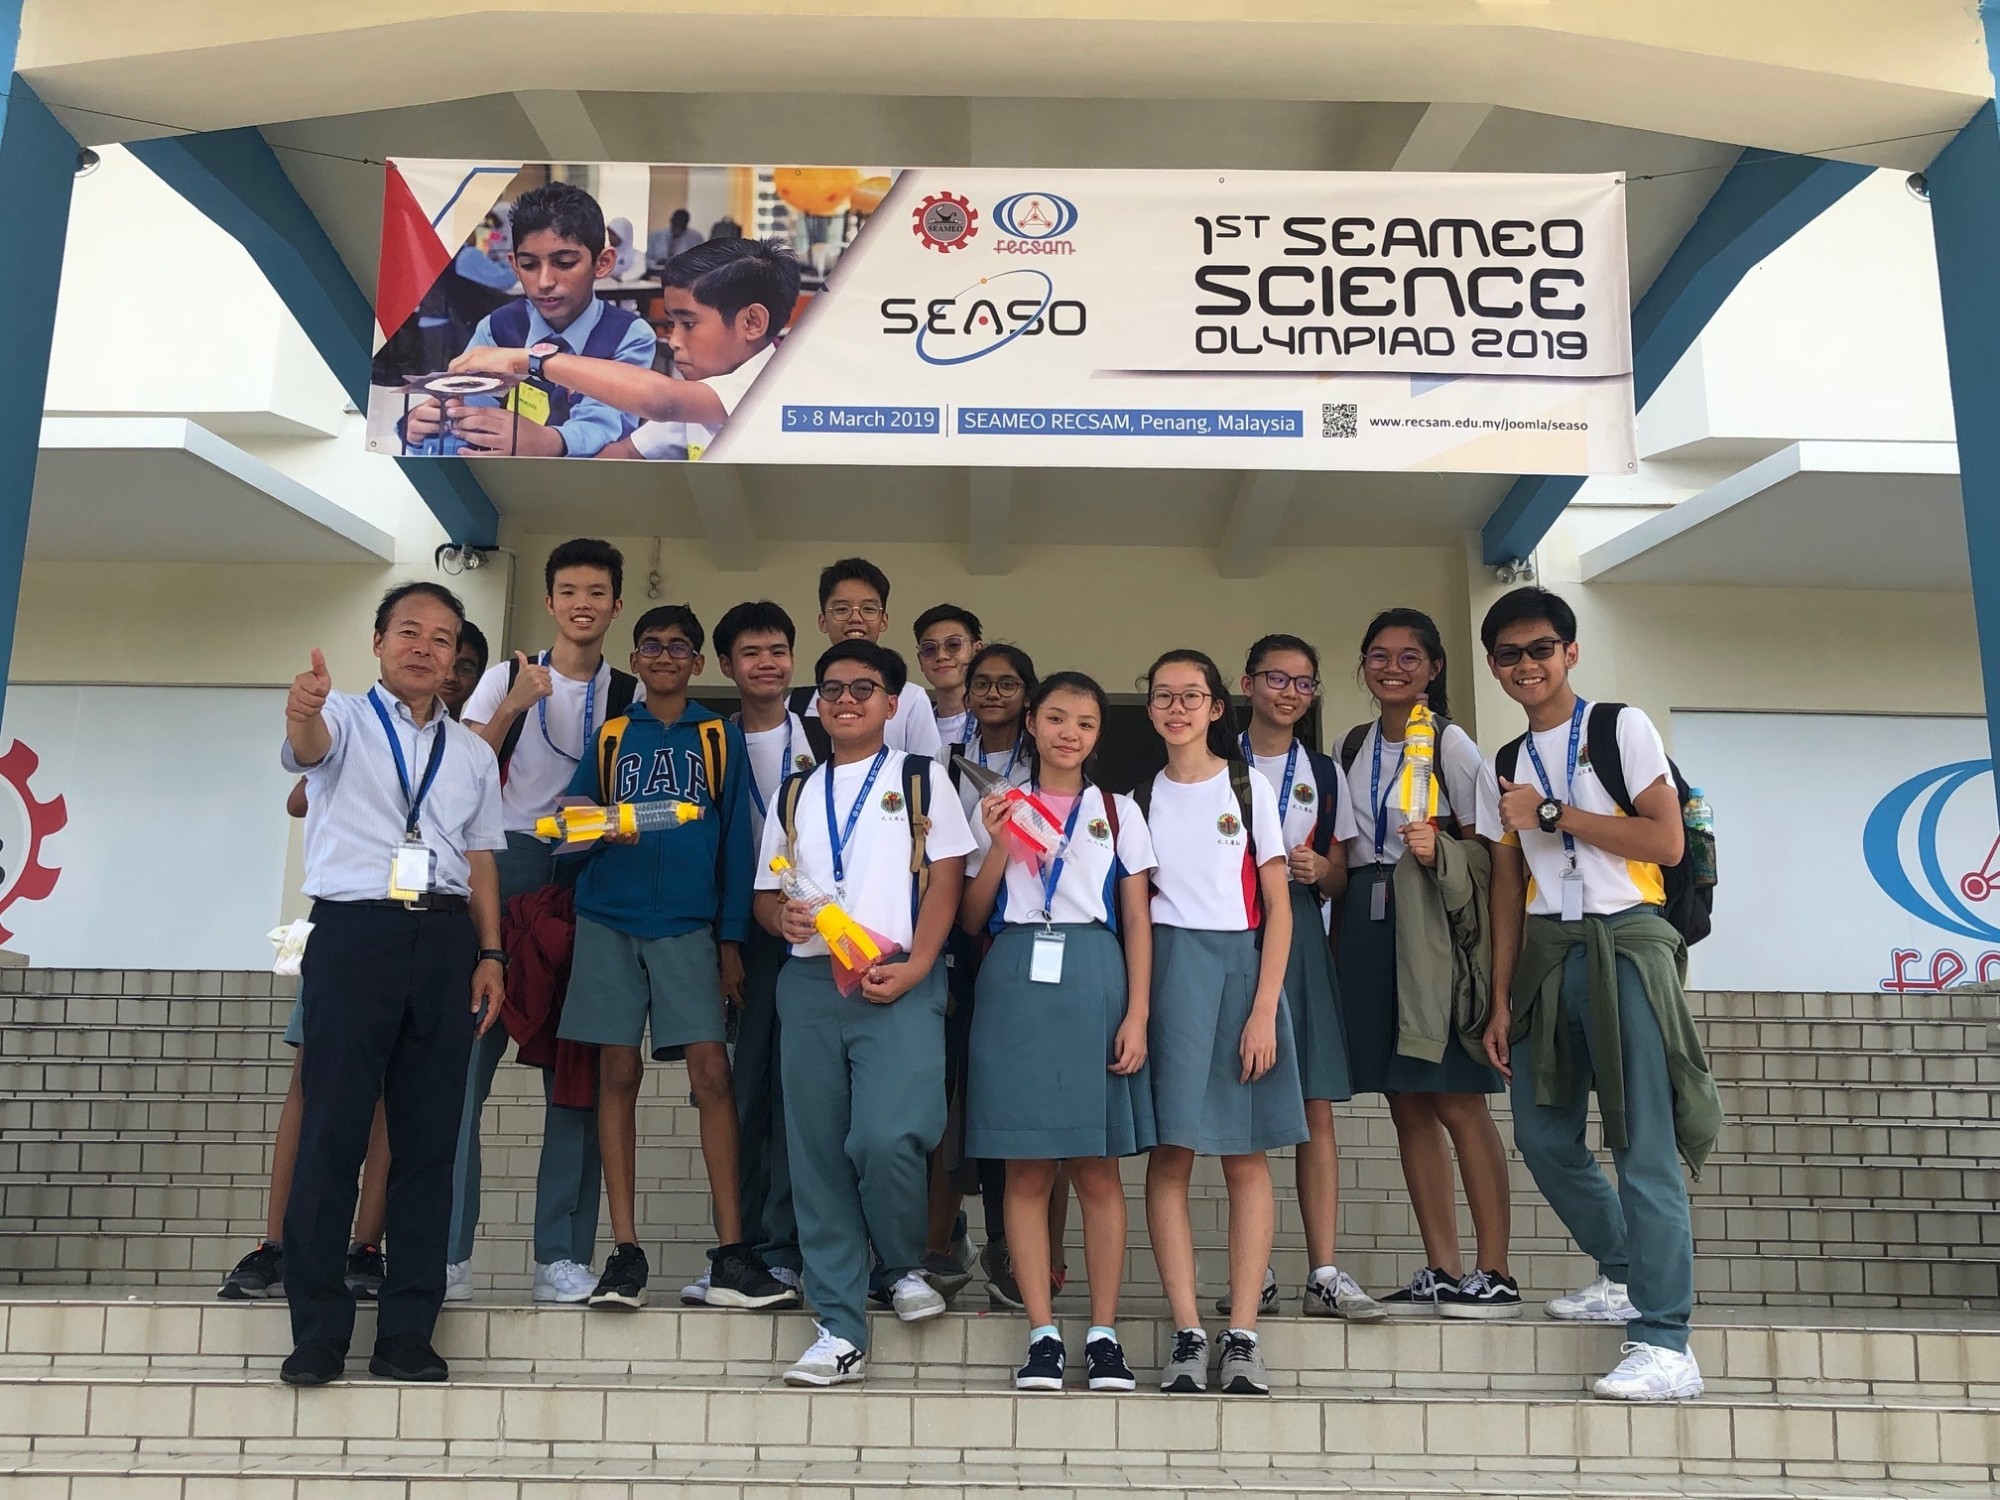 SEAMEO
recsam
SEASO
1ST SEAMEO
SCIENCE
OLYMPIAD 2019
5 › 8 March 2019
SEAMEO RECSAM, Penang, Malaysia
www.recsam.edu.my/joomla/seaso
GAP
rec